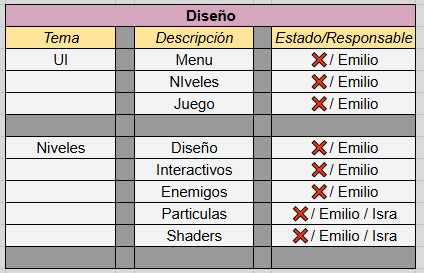 Diseño
Tema Descripción Estado/Responsable
UI Menu ❌ / Emilio
NIveles ❌ / Emilio
Juego ❌ / Emilio
Niveles Diseño ❌ / Emilio
Interactivos ❌ / Emilio
Enemigos ❌ / Emilio
Particulas ❌ / Emilio / Isra
Shaders ❌ / Emilio / Isra